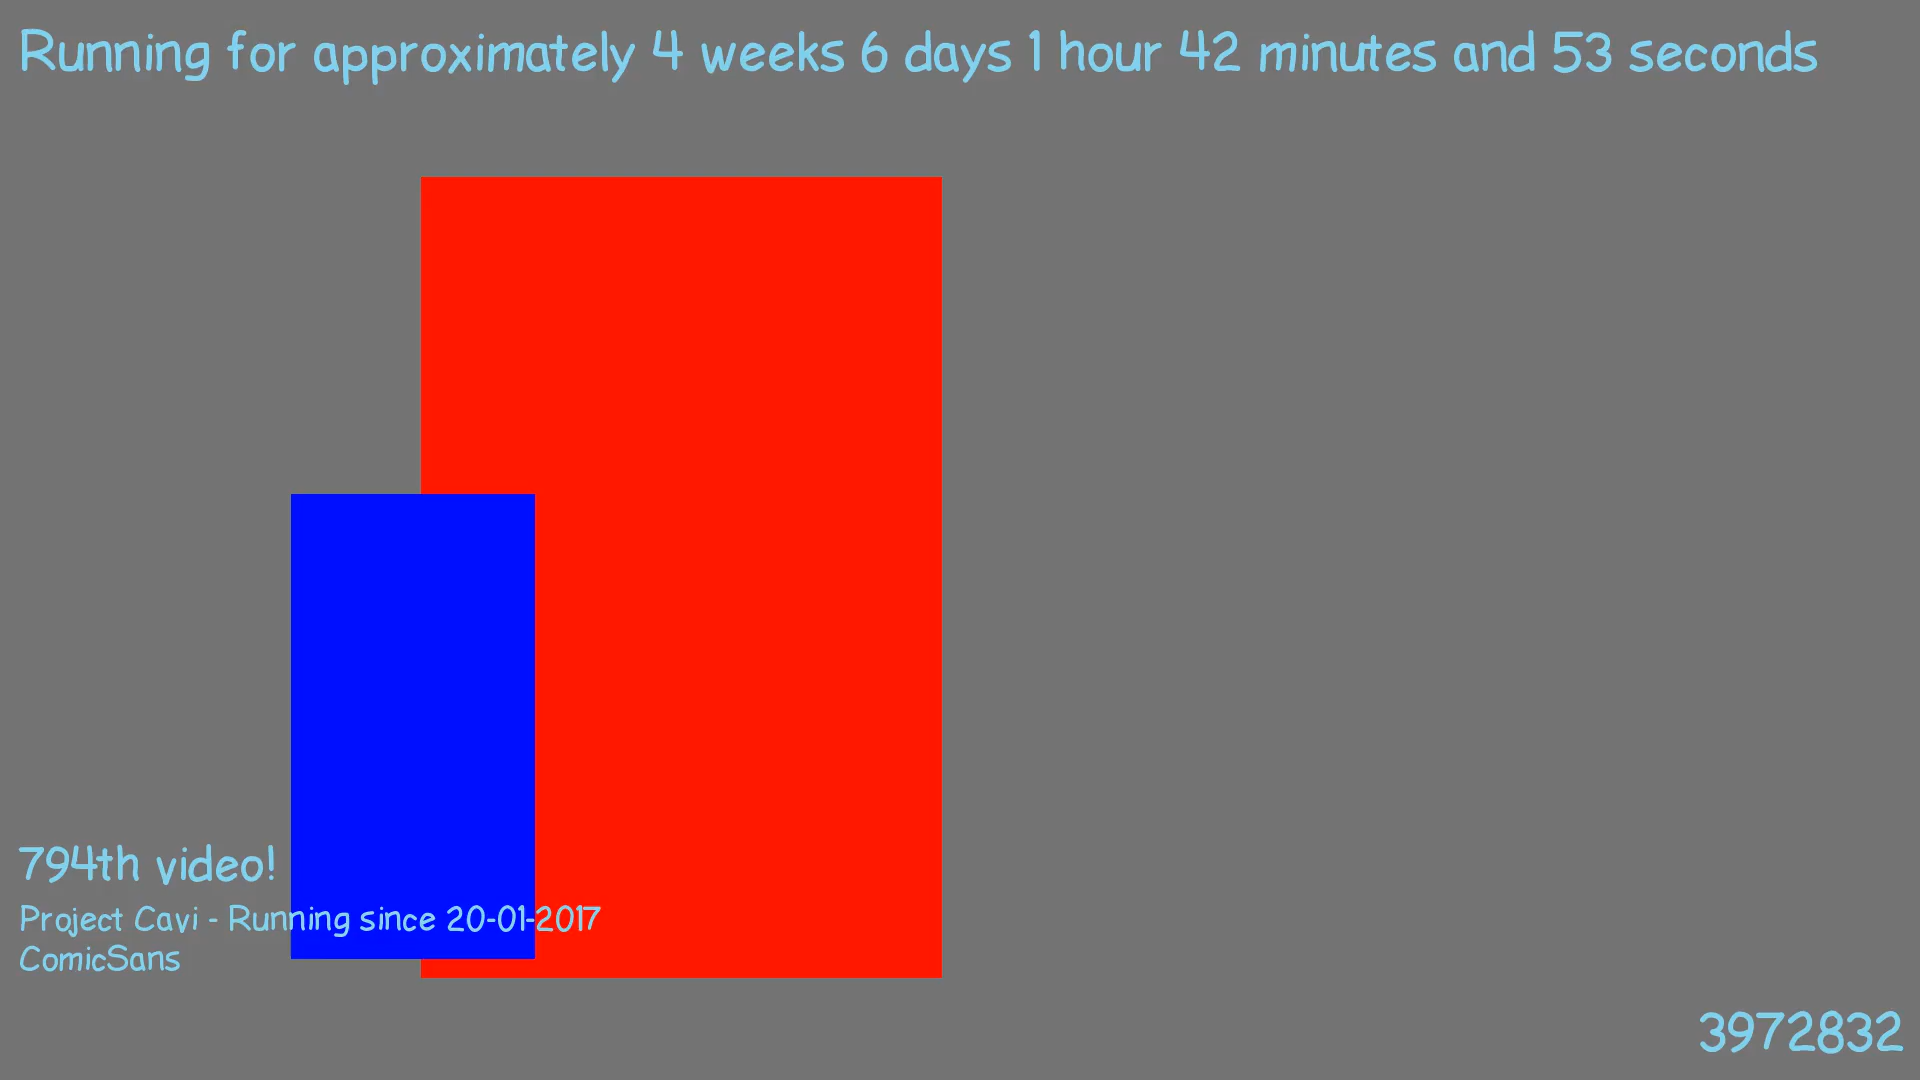 Running for approximately 4 weeks 6 days 1 hour 42 minutes and 53 seconds
794th video!
Project Cavi - Running since 20-01-2017
ComicSans
3972832